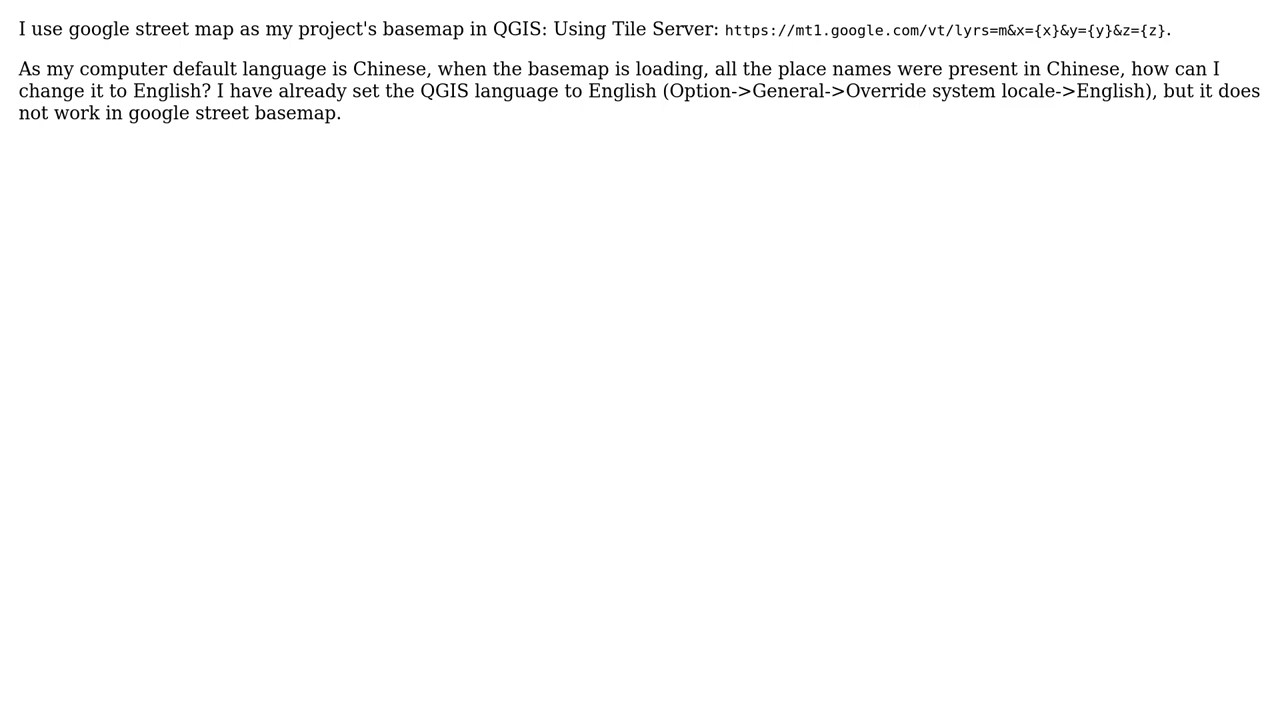 I use google street map as my project's basemap in QGIS: Using Tile Server: https://mt1.google.com/vt/lyrs=m&x={x}&y={y}&z={z}.
As my computer default language is Chinese, when the basemap is loading, all the place names were present in Chinese, how can I
change it to English? I have already set the QGIS language to English (Option->General->Override system locale->English), but it does
not work in google street basemap.